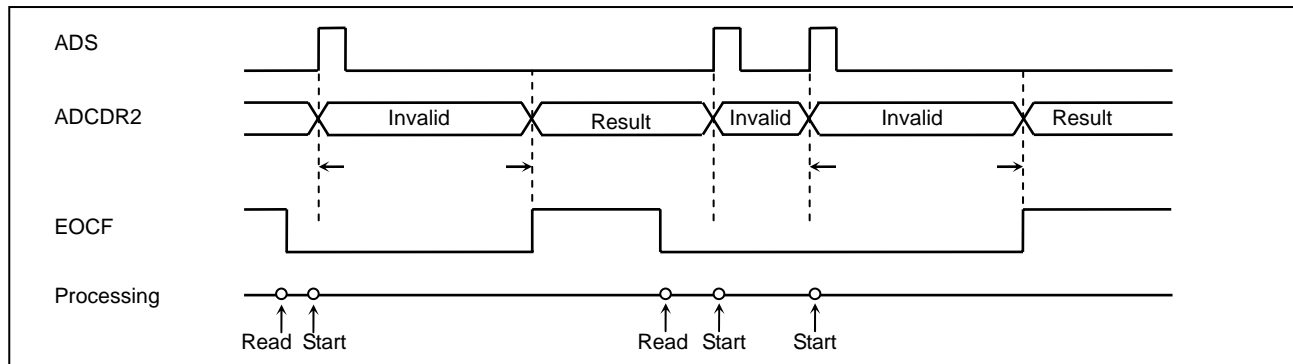 ADS
ADCDR2 Invalid Result Invalid Invalid Result
EOCF
Processing
Read Start Read Start Start